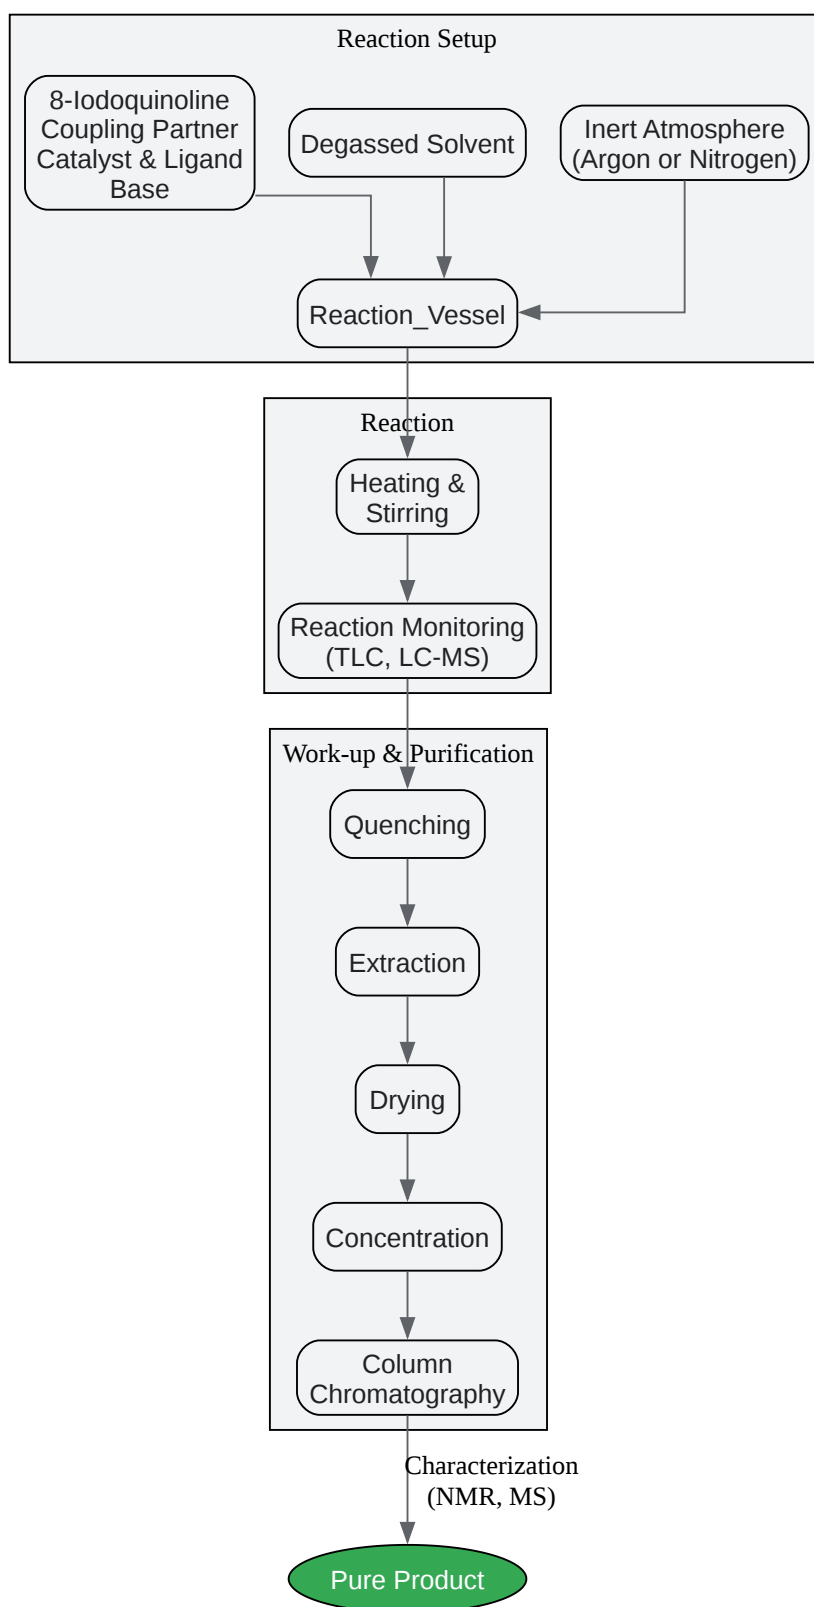 Reaction Setup
8-Iodoquinoline
Coupling Partner
Catalyst & Ligand
Base
Degassed Solvent
Inert Atmosphere
(Argon or Nitrogen)
Reaction_Vessel
Reaction
Heating &
Stirring
Reaction Monitoring
(TLC, LC-MS)
Work-up & Purification
Quenching
Extraction
Drying
Concentration
Column
Chromatography
Characterization
(NMR, MS)
Pure Product